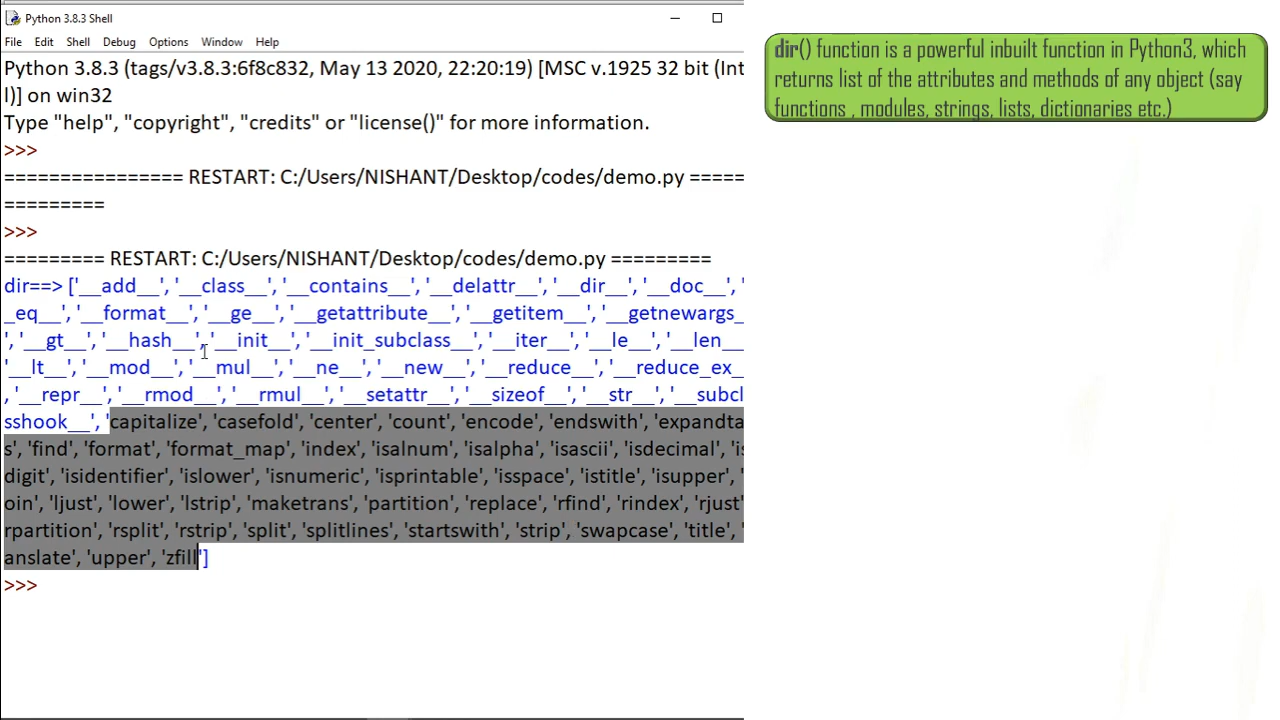 Python 3.8.3 Shell
File Edit Shell Debug Options Window Help
Python 3.8.3 (tags/v3.8.3:6f8c832, May 13 2020, 22:20:19) [MSC v.1925 32 bit (Int
l)] on win32
Type "help", "copyright", "credits" or "license()" for more information.
>>>
================ RESTART: C:/Users/NISHANT/Desktop/codes/demo.py =====
=========
>>>
========= RESTART: C:/Users/NISHANT/Desktop/codes/demo.py =========
dir==> ['__add__', '__class__', '__contains__', '__delattr__', '__dir__', '__doc__', '
_eq__', '__format__', '__ge__', '__getattribute__', '__getitem__', '__getnewargs_
', '__gt__', '__hash__', '__init__', '__init_subclass__', '__iter__', '__le__', '__len__
'__lt__', '__mod__', '__mul__', '__ne__', '__new__', '__reduce__', '__reduce_ex__
, '__repr__', '__rmod__', '__rmul__', '__setattr__', '__sizeof__', '__str__', '__subcl
sshook__', 'capitalize', 'casefold', 'center', 'count', 'encode', 'endswith', 'expandta
s', 'find', 'format', 'format_map', 'index', 'isalnum', 'isalpha', 'isascii', 'isdecimal', 'is
digit', 'isidentifier', 'islower', 'isnumeric', 'isprintable', 'isspace', 'istitle', 'isupper', '
oin', 'ljust', 'lower', 'lstrip', 'maketrans', 'partition', 'replace', 'rfind', 'rindex', 'rjust'
rpartition', 'rsplit', 'rstrip', 'split', 'splitlines', 'startswith', 'strip', 'swapcase', 'title', '
anslate', 'upper', 'zfill']
>>>
dir() function is a powerful inbuilt function in Python3, which
returns list of the attributes and methods of any object (say
functions , modules, strings, lists, dictionaries etc.)